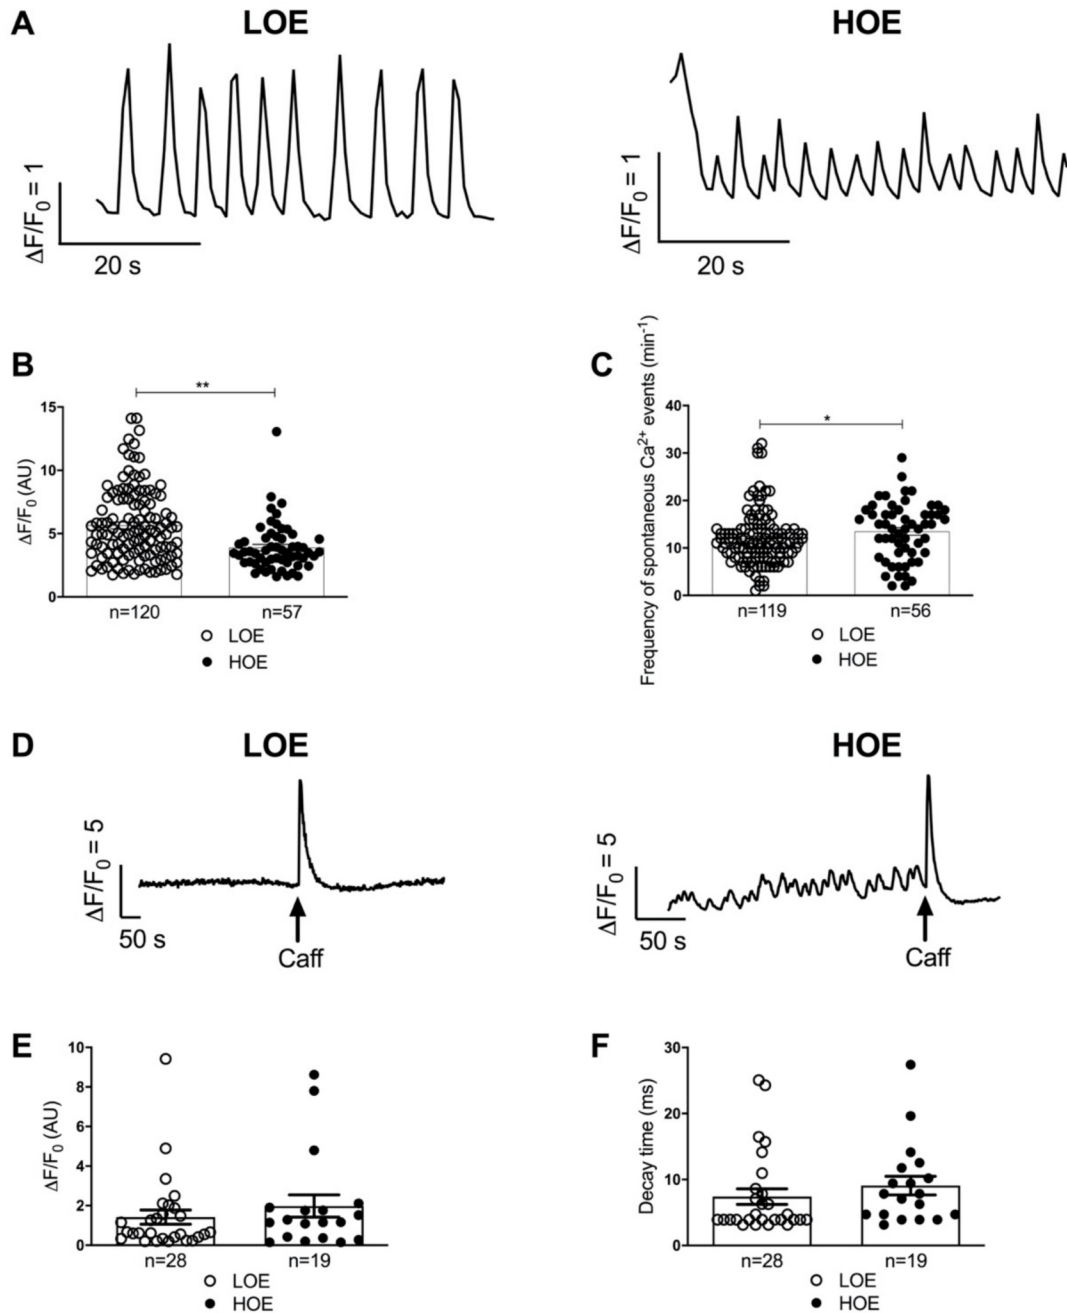 A
LOE
HOE
ΔF/F₀ = 1
20 s
ΔF/F₀ = 1
20 s
B
**
ΔF/F₀ (AU)
15
10
5
0
n=120
n=57
LOE
HOE
C
*
Frequency of spontaneous Ca²⁺ events (min⁻¹)
40
30
20
10
0
n=119
n=56
LOE
HOE
D
LOE
HOE
ΔF/F₀ = 5
50 s
Caff
ΔF/F₀ = 5
50 s
Caff
E
ΔF/F₀ (AU)
10
8
6
4
2
0
n=28
n=19
LOE
HOE
F
Decay time (ms)
30
20
10
0
n=28
n=19
LOE
HOE